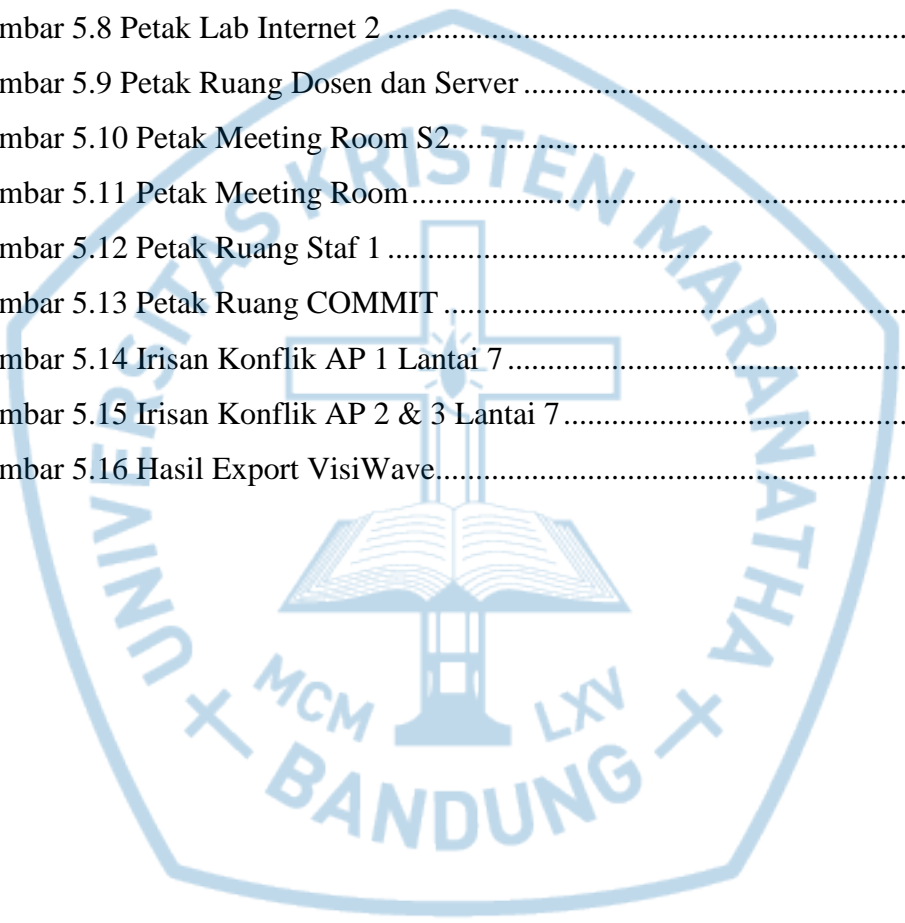 mbar 5.8 Petak Lab Internet 2 ...............................................................................
mbar 5.9 Petak Ruang Dosen dan Server .........................................................
mbar 5.10 Petak Meeting Room S2....................................................................
mbar 5.11 Petak Meeting Room...........................................................................
mbar 5.12 Petak Ruang Staf 1 ...............................................................................
mbar 5.13 Petak Ruang COMMIT ......................................................................
mbar 5.14 Irisan Konflik AP 1 Lantai 7 ............................................................
mbar 5.15 Irisan Konflik AP 2 & 3 Lantai 7...................................................
mbar 5.16 Hasil Export VisiWave.......................................................................
UNIVERSITAS KRISTEN MARANATHA
MCM LXV
BANDUNG